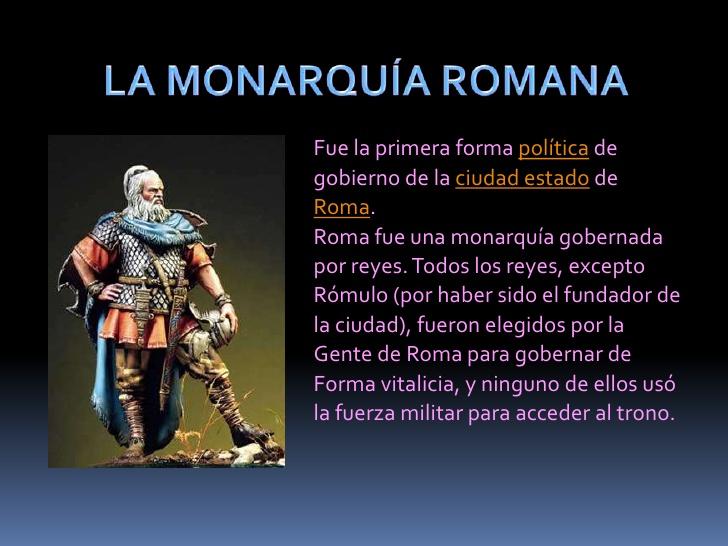 LA MONARQUÍA ROMANA
Fue la primera forma política de
gobierno de la ciudad estado de
Roma.
Roma fue una monarquía gobernada
por reyes. Todos los reyes, excepto
Rómulo (por haber sido el fundador de
la ciudad), fueron elegidos por la
Gente de Roma para gobernar de
Forma vitalicia, y ninguno de ellos usó
la fuerza militar para acceder al trono.